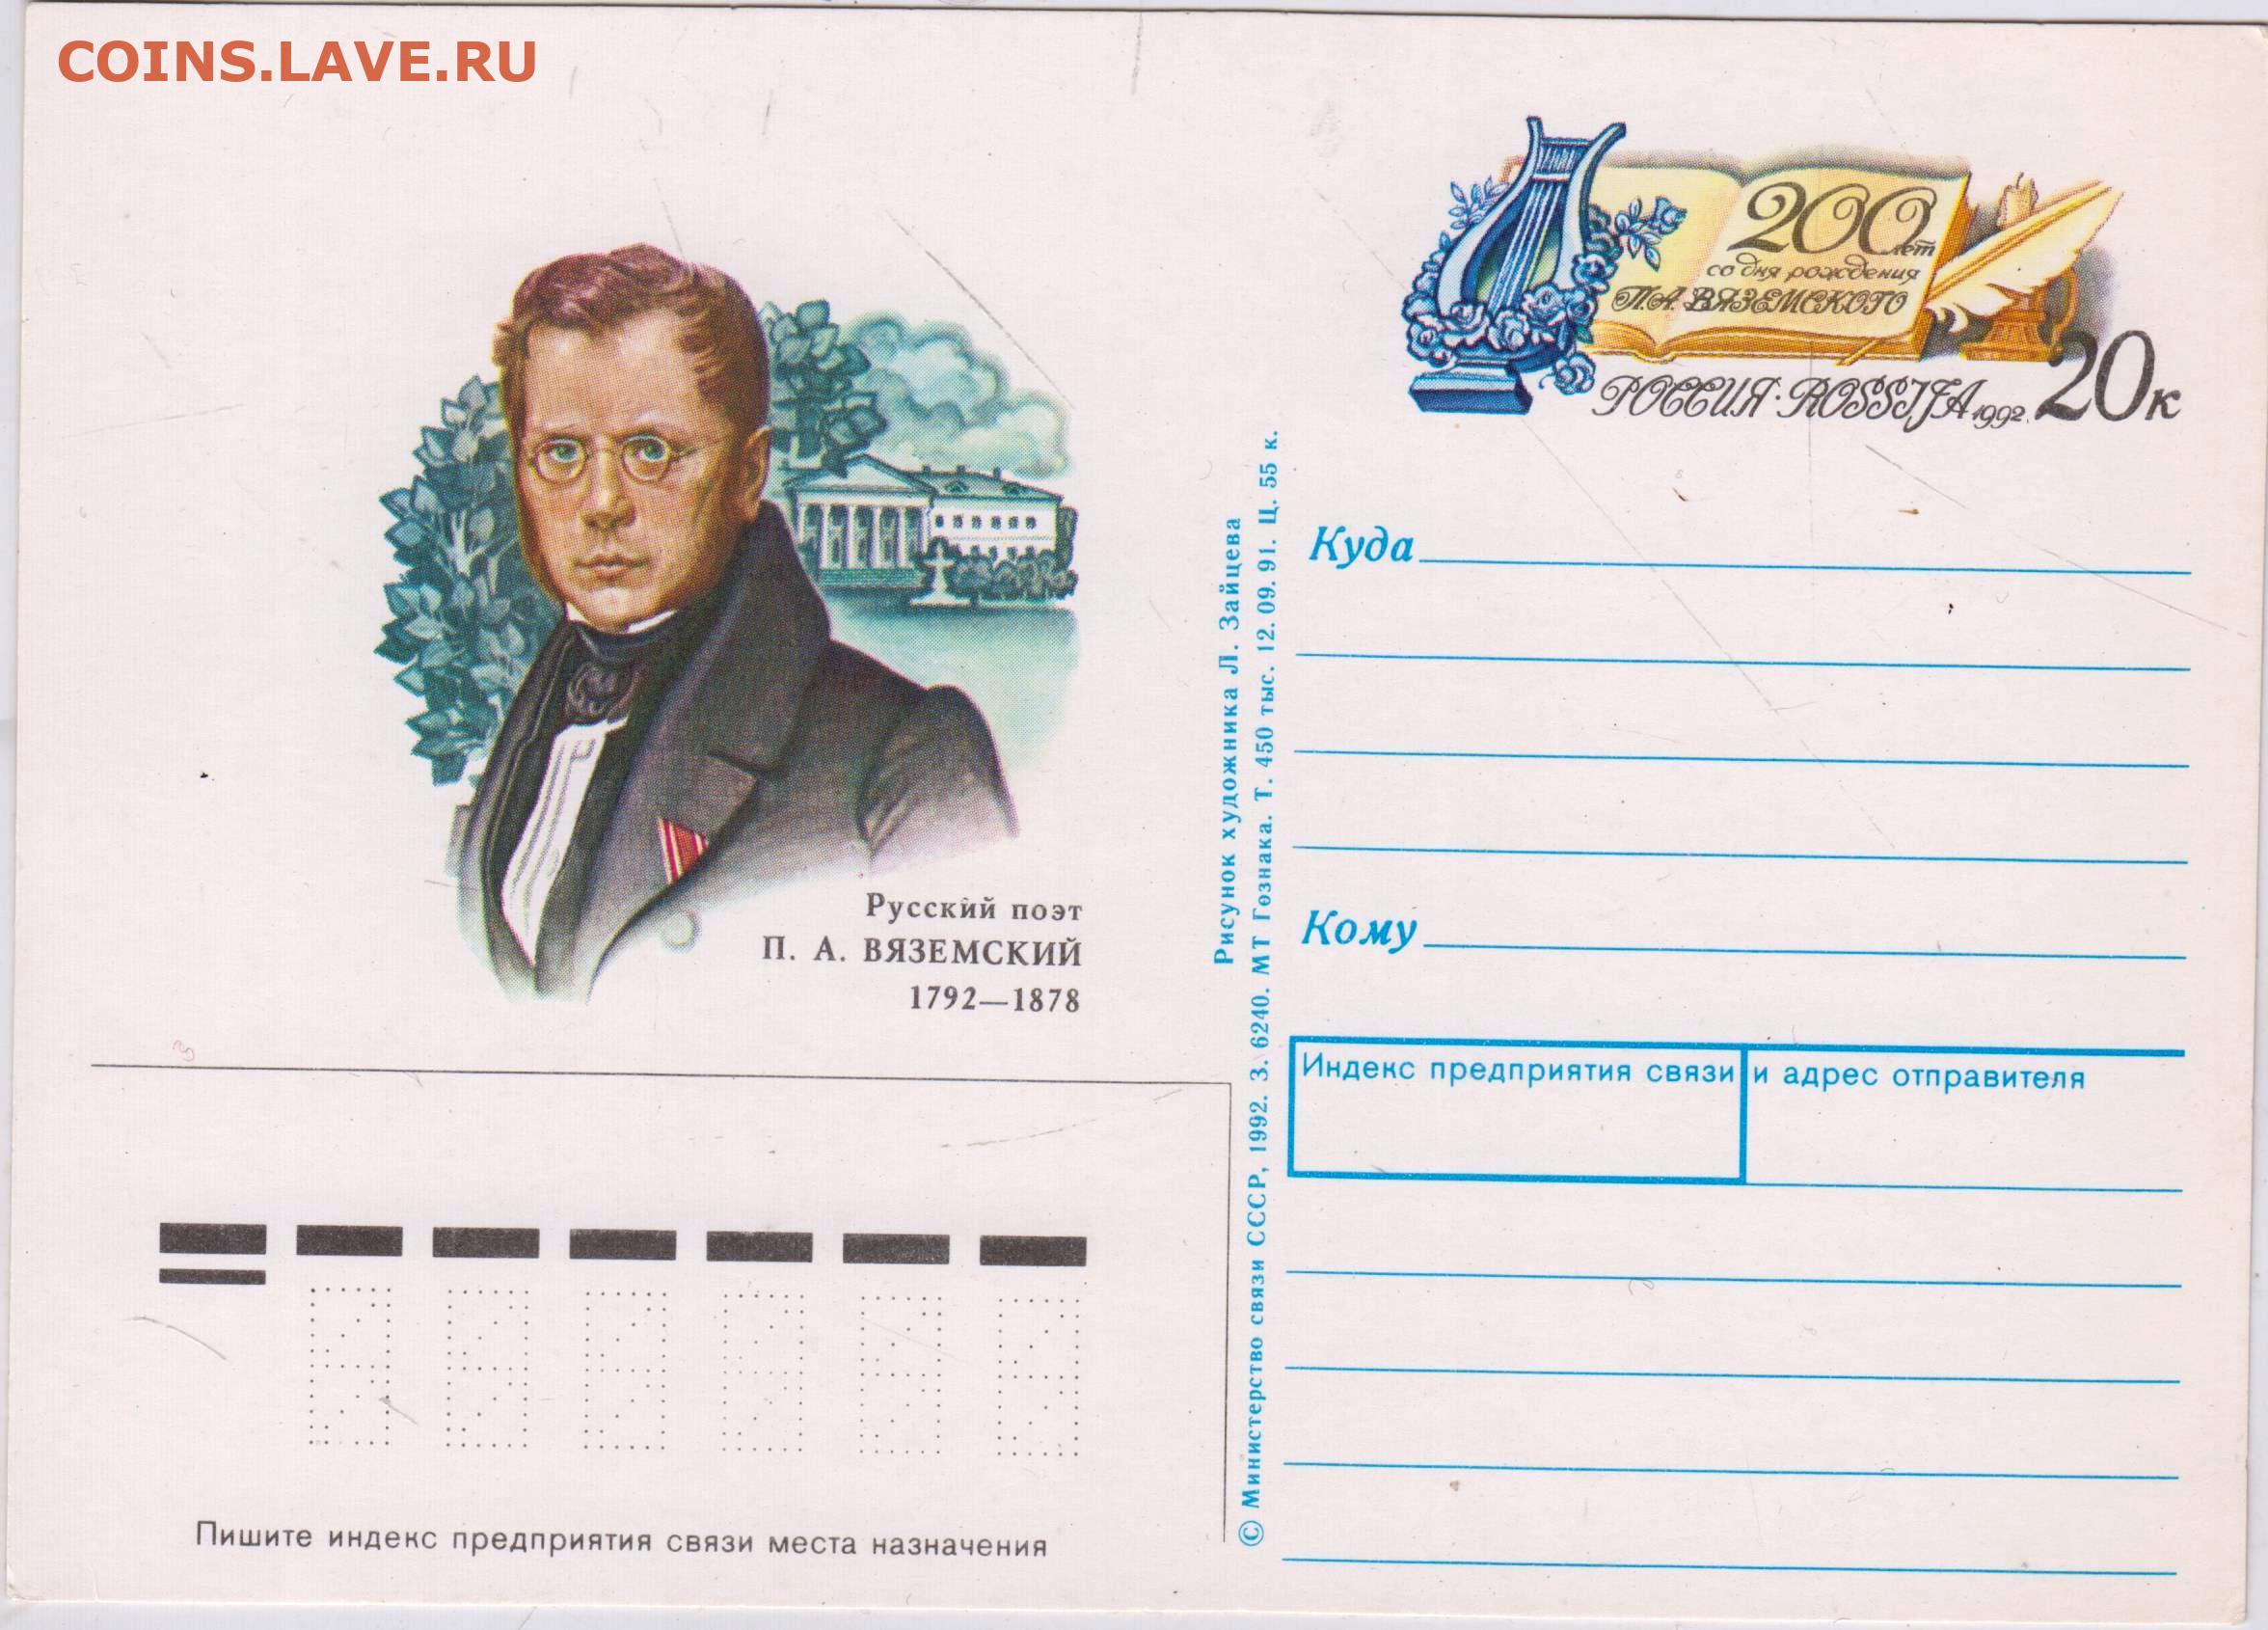 COINS.LAVE.RU
200 лет
со дня рождения
П.А. ВЯЗЕМСКОГО
РОССИЯ · ROSSIJA 1992. 20к
Русский поэт
П. А. ВЯЗЕМСКИЙ
1792—1878
Рисунок художника Л. Зайцева
© Министерство связи СССР, 1992. З. 6240. МТ Гознака. Т. 450 тыс. 12. 09. 91. Ц. 55 к.
Куда
Кому
Индекс предприятия связи и адрес отправителя
Пишите индекс предприятия связи места назначения